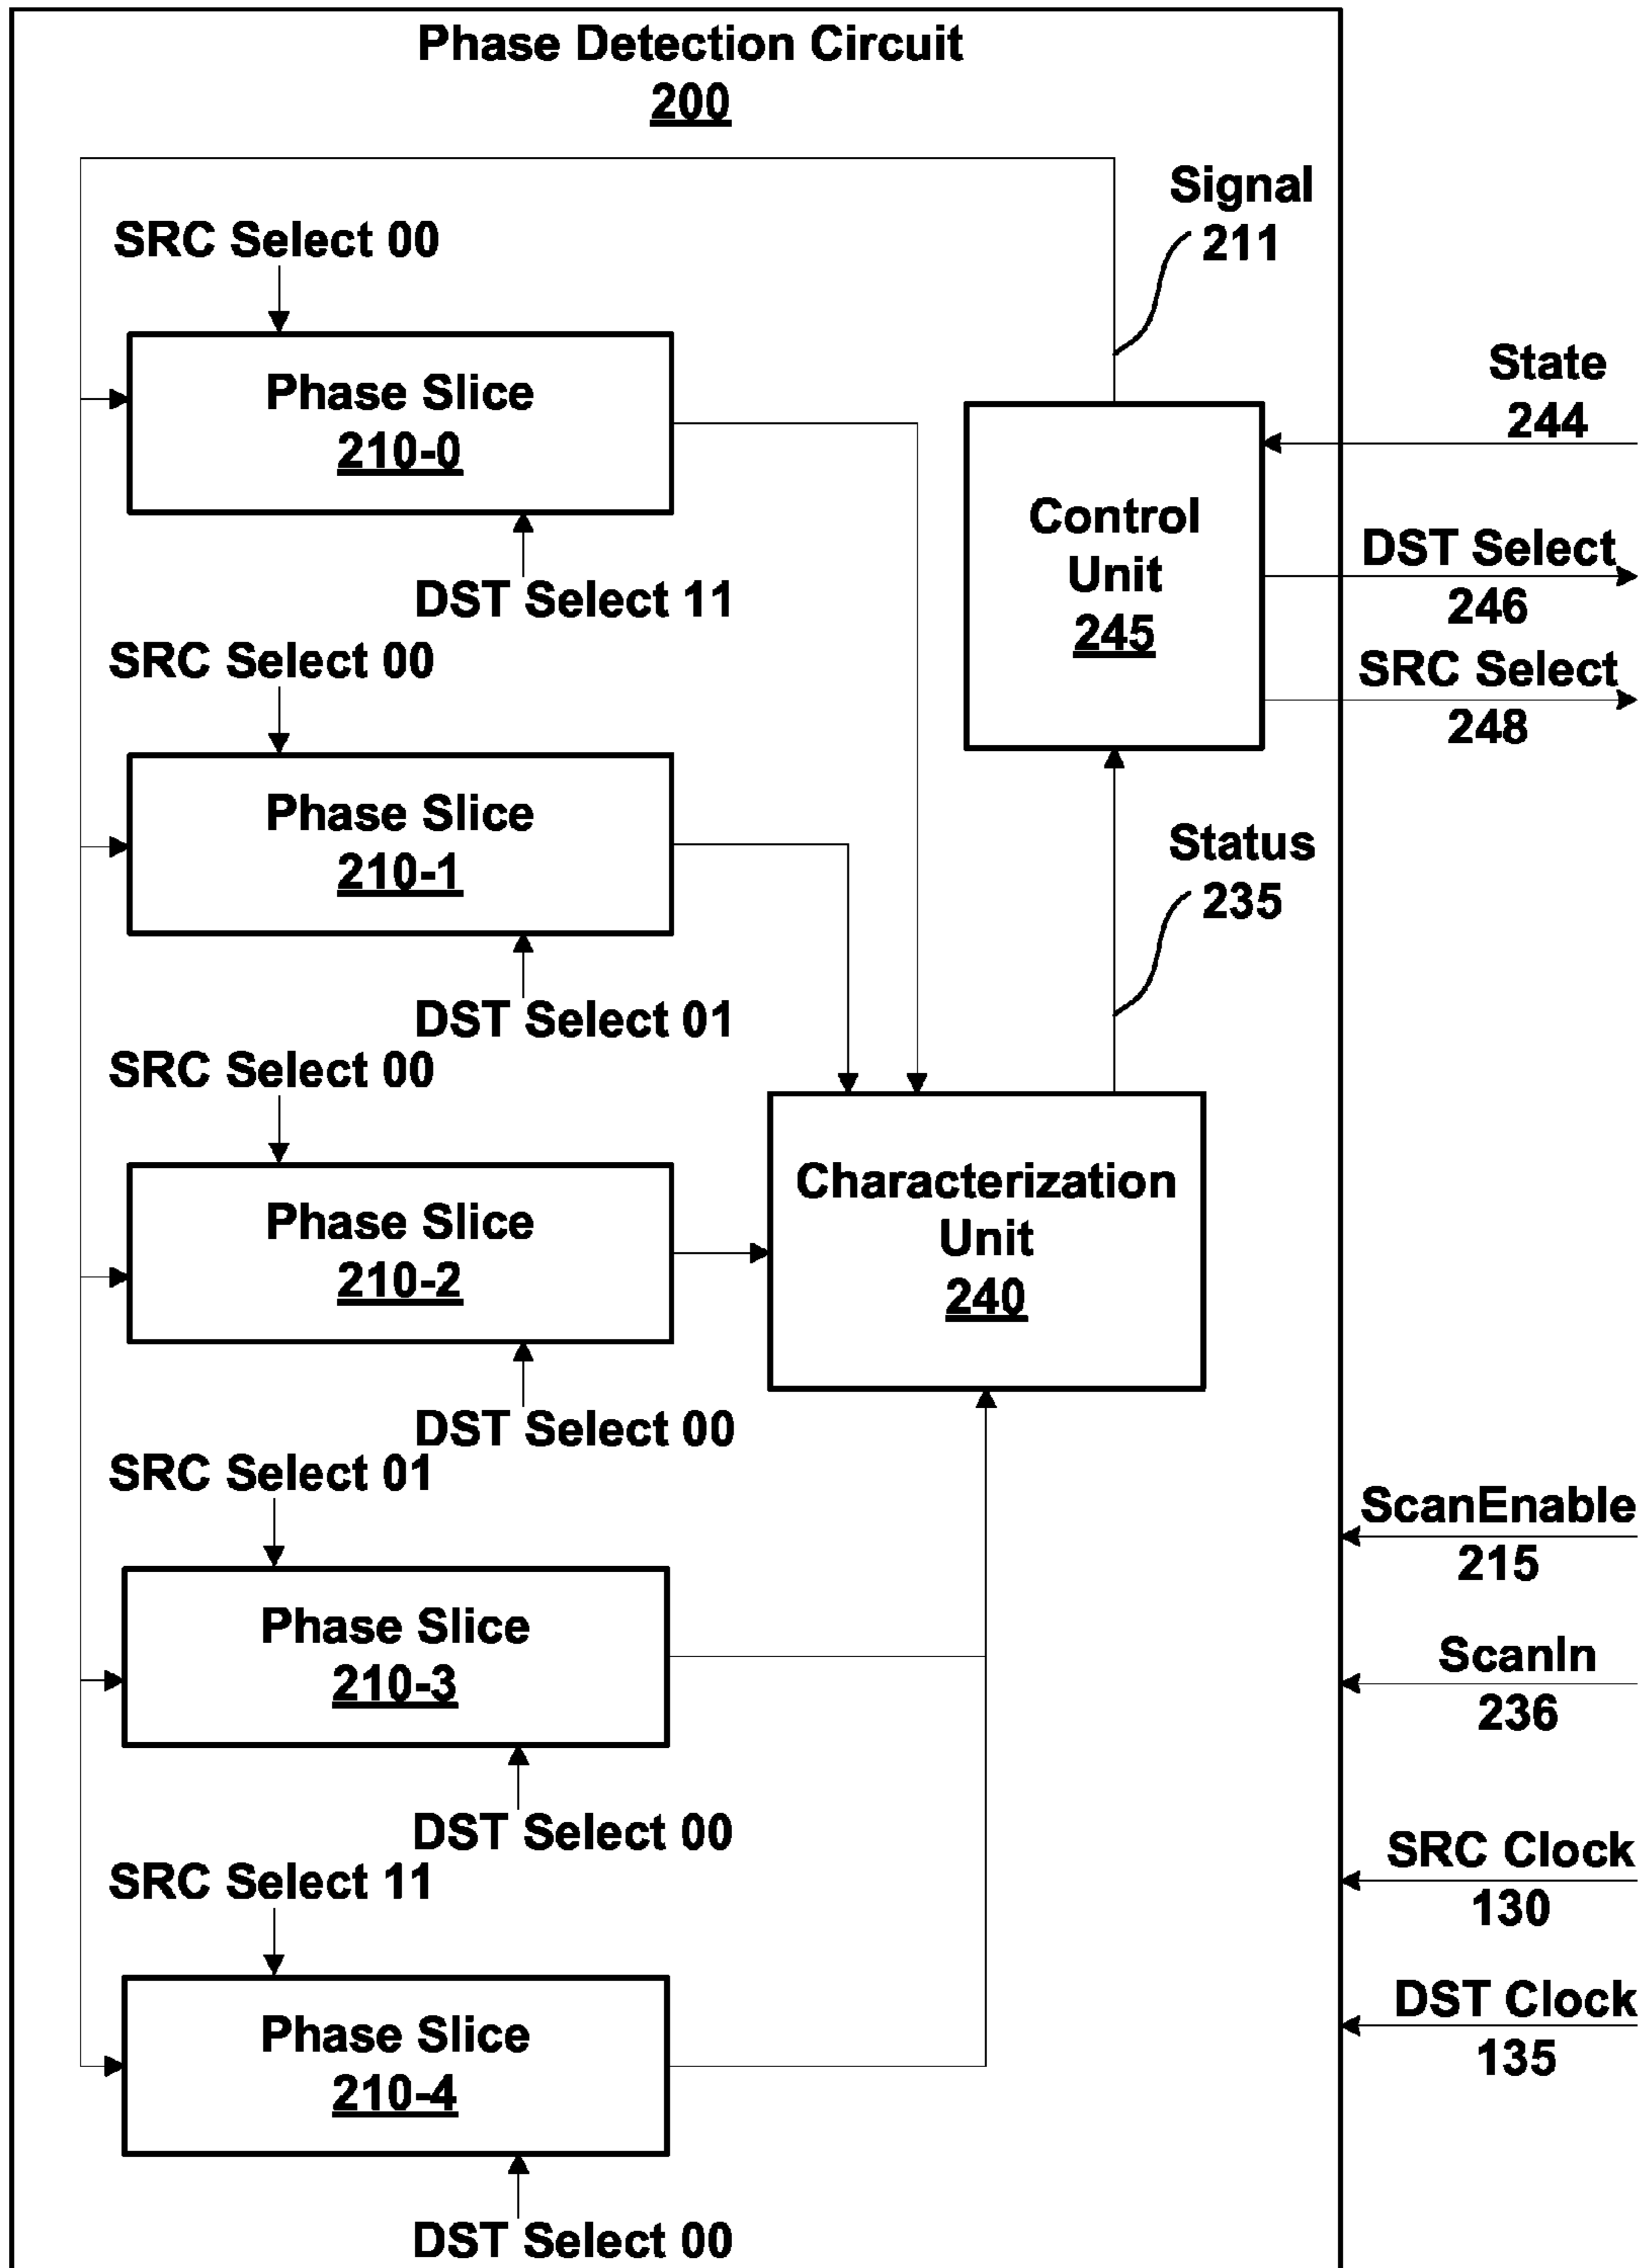 Phase Detection Circuit
200
Signal
211
SRC Select 00
Phase Slice
210-0
DST Select 11
State
244
Control
Unit
245
DST Select
246
SRC Select
248
SRC Select 00
Phase Slice
210-1
DST Select 01
Status
235
SRC Select 00
Phase Slice
210-2
DST Select 00
Characterization
Unit
240
SRC Select 01
Phase Slice
210-3
DST Select 00
ScanEnable
215
ScanIn
236
SRC Clock
130
DST Clock
135
SRC Select 11
Phase Slice
210-4
DST Select 00